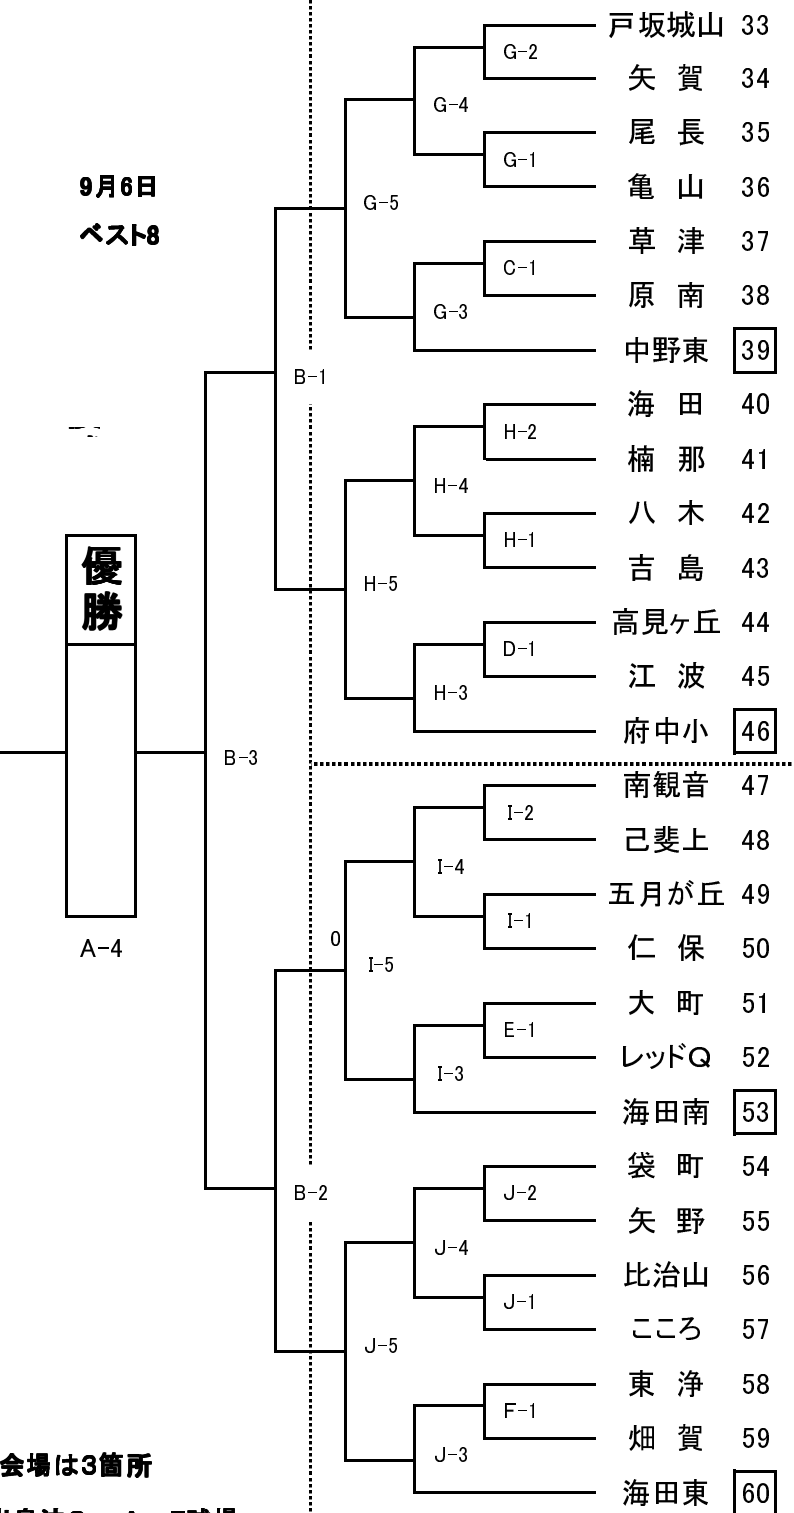 戸坂城山 33
G-2
矢 賀 34
G-4
尾 長 35
G-1
9月6日
亀 山 36
G-5
ベスト8
草 津 37
C-1
原 南 38
G-3
中野東 39
B-1
海 田 40
H-2
楠 那 41
H-4
八 木 42
H-1
優勝
吉 島 43
H-5
高見ヶ丘 44
D-1
江 波 45
H-3
府中小 46
B-3
南観音 47
I-2
己斐上 48
I-4
五月が丘 49
I-1
0
仁 保 50
A-4
I-5
大 町 51
E-1
レッドQ 52
I-3
海田南 53
袋 町 54
B-2
J-2
矢 野 55
J-4
比治山 56
J-1
こころ 57
J-5
東 浄 58
F-1
畑 賀 59
J-3
会場は3箇所
海田東 60